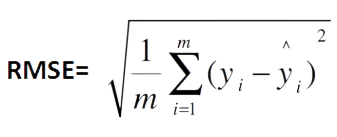 RMSE= √(1/m ∑_{i=1}^{m} (y_i − ŷ_i)^2)